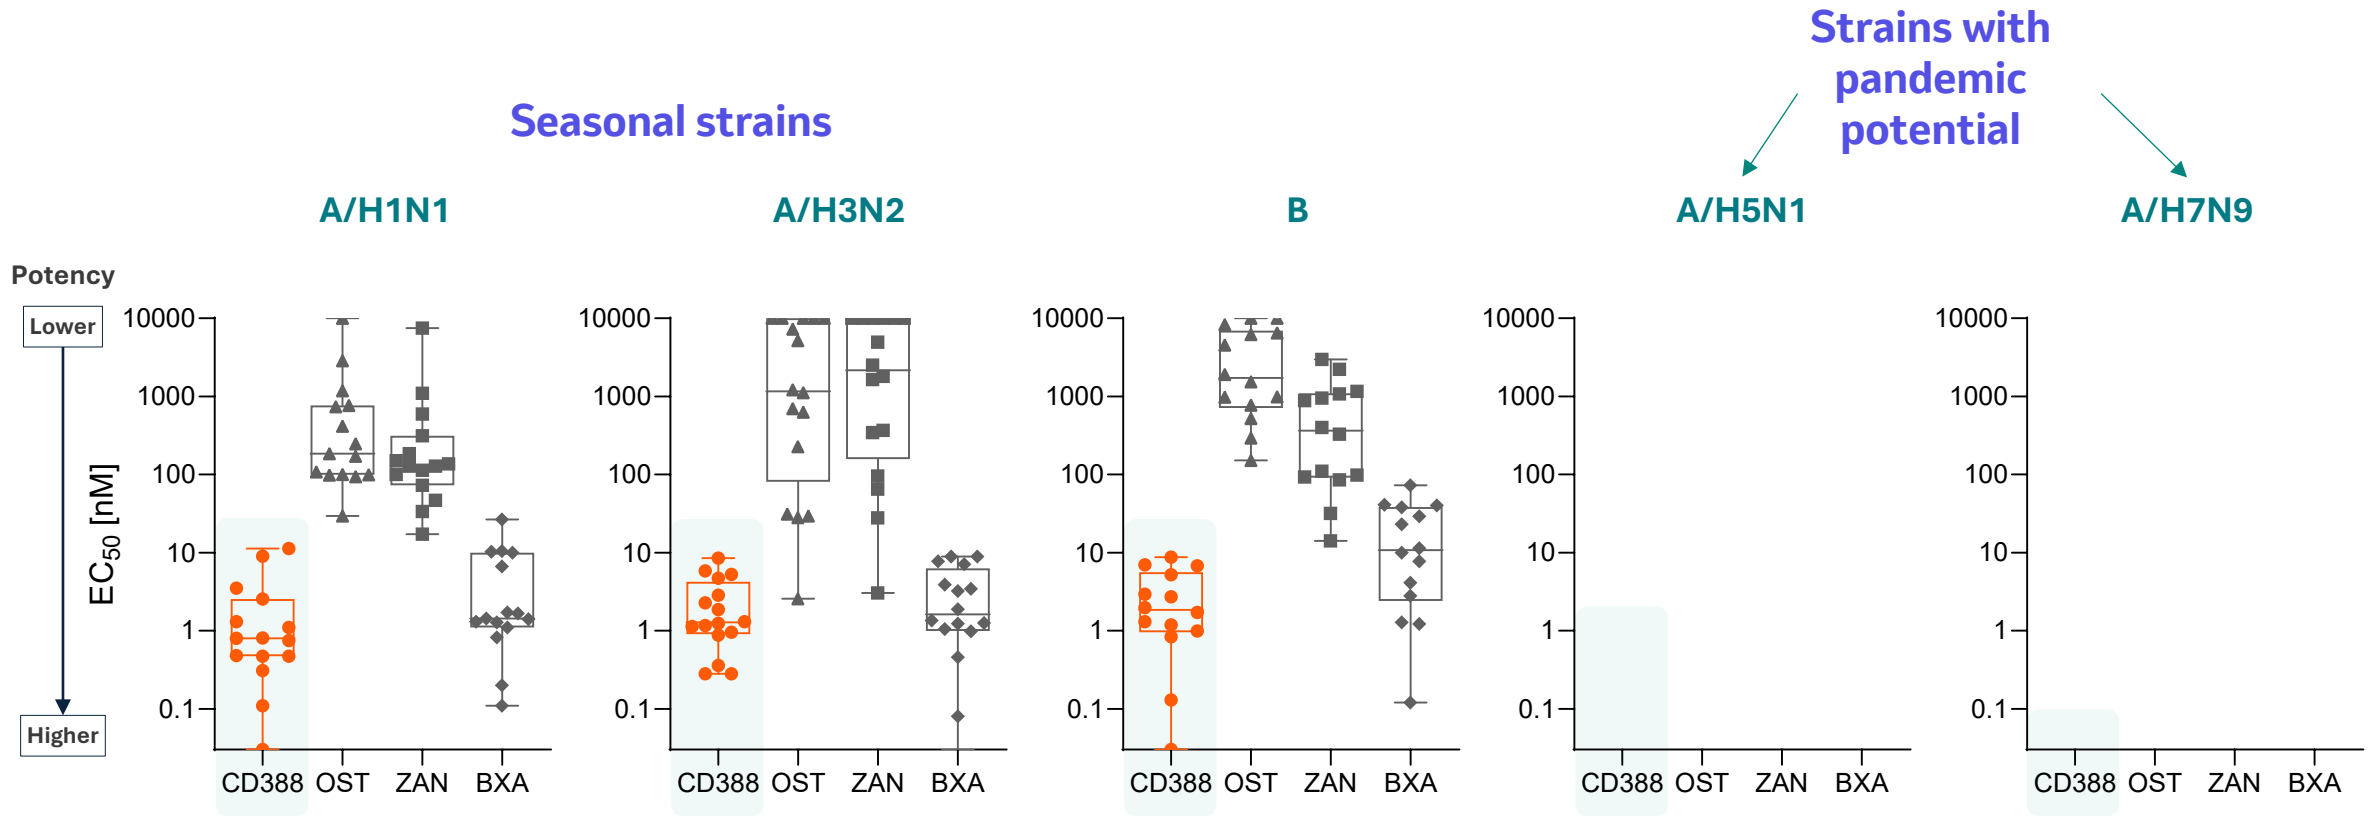 Strains with
pandemic
potential
Seasonal strains
A/H1N1
A/H3N2
B
A/H5N1
A/H7N9
Potency
Lower
Higher
EC50 [nM]
10000
1000
100
10
1
0.1
CD388 OST ZAN BXA
10000
1000
100
10
1
0.1
CD388 OST ZAN BXA
10000
1000
100
10
1
0.1
CD388 OST ZAN BXA
10000
1000
100
10
1
0.1
CD388 OST ZAN BXA
10000
1000
100
10
1
0.1
CD388 OST ZAN BXA